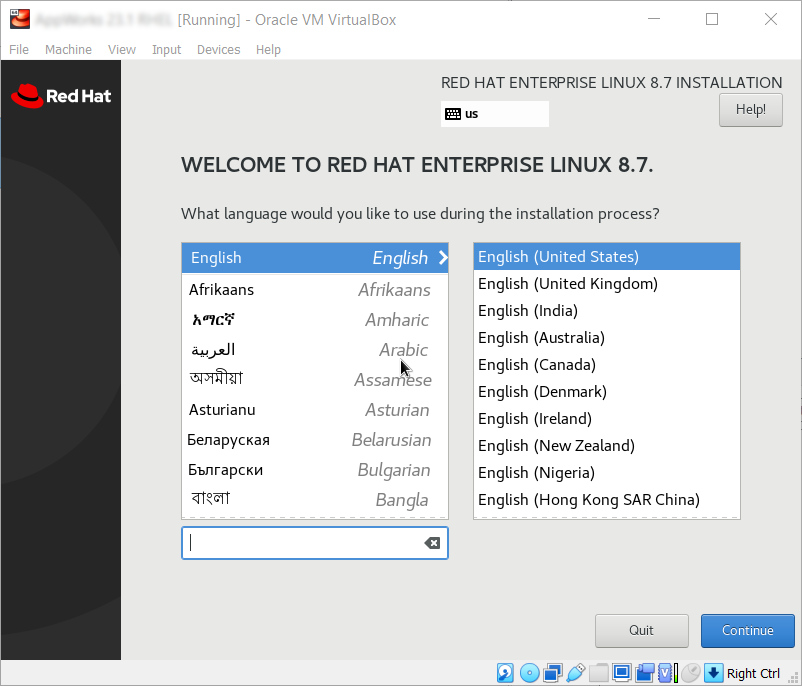 [Running] - Oracle VM VirtualBox
File Machine View Input Devices Help
Red Hat
RED HAT ENTERPRISE LINUX 8.7 INSTALLATION
us
Help!
WELCOME TO RED HAT ENTERPRISE LINUX 8.7.
What language would you like to use during the installation process?
English English
Afrikaans Afrikaans
አማርኛ Amharic
العربية Arabic
অসমীয়া Assamese
Asturianu Asturian
Беларуская Belarusian
Български Bulgarian
বাংলা Bangla
English (United States)
English (United Kingdom)
English (India)
English (Australia)
English (Canada)
English (Denmark)
English (Ireland)
English (New Zealand)
English (Nigeria)
English (Hong Kong SAR China)
Quit
Continue
Right Ctrl